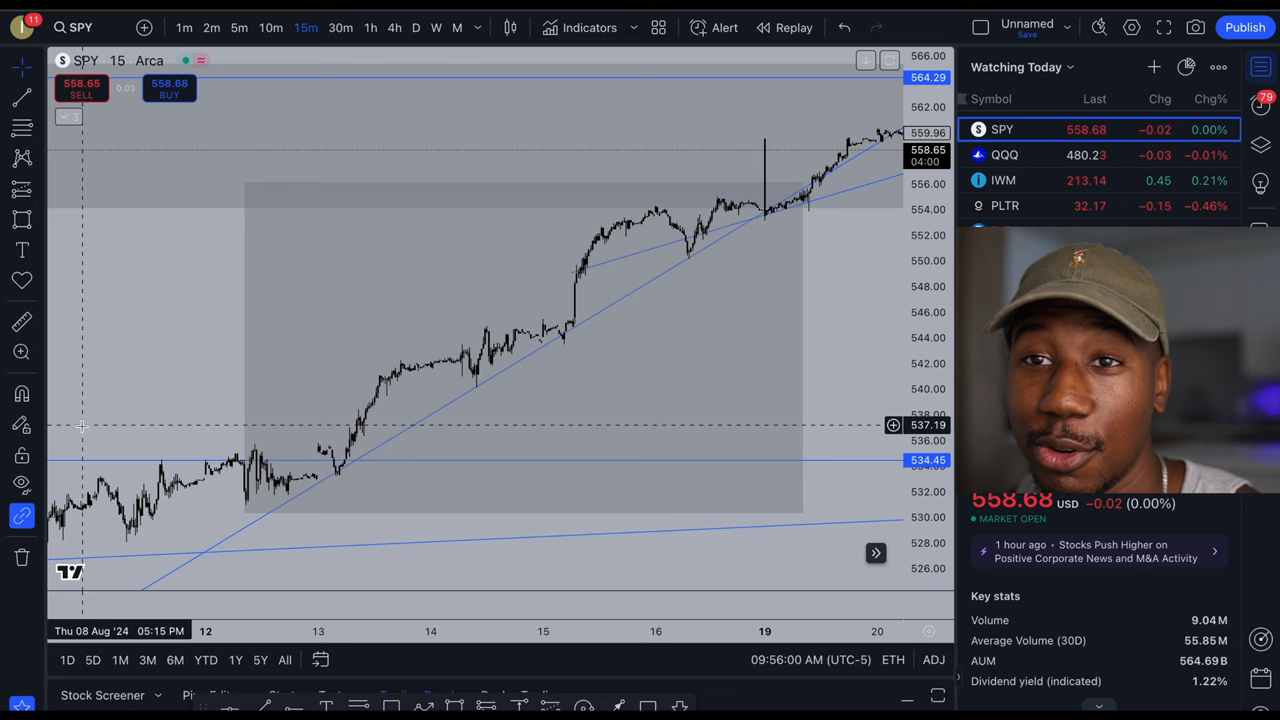 I 11 SPY 1m 2m 5m 10m 15m 30m 1h 4h D W M Indicators Alert Replay Unnamed Save Publish
S SPY · 15 · Arca
558.65 SELL 0.03 558.68 BUY
3
566.00
564.29
562.00
559.96
558.65
04:00
556.00
554.00
552.00
550.00
548.00
546.00
544.00
542.00
540.00
538.00
537.19
536.00
534.45
532.00
530.00
528.00
526.00
Thu 08 Aug '24 05:15 PM 12 13 14 15 16 19 20
1D 5D 1M 3M 6M YTD 1Y 5Y All 09:56:00 AM (UTC-5) ETH ADJ
Stock Screener
Watching Today
Symbol Last Chg Chg%
S SPY 558.68 −0.02 0.00%
QQQ 480.23 −0.03 −0.01%
IWM 213.14 0.45 0.21%
PLTR 32.17 −0.15 −0.46%
79
558.68 USD −0.02 (0.00%)
MARKET OPEN
1 hour ago · Stocks Push Higher on
Positive Corporate News and M&A Activity
Key stats
Volume 9.04M
Average Volume (30D) 55.85M
AUM 564.69B
Dividend yield (indicated) 1.22%